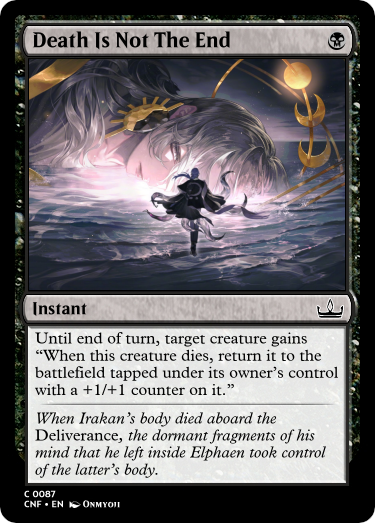 Death Is Not The End
Instant
Until end of turn, target creature gains
“When this creature dies, return it to the
battlefield tapped under its owner’s control
with a +1/+1 counter on it.”
When Irakan’s body died aboard the
Deliverance, the dormant fragments of his
mind that he left inside Elphaen took control
of the latter’s body.
C 0087
CNF • EN Onmyoji